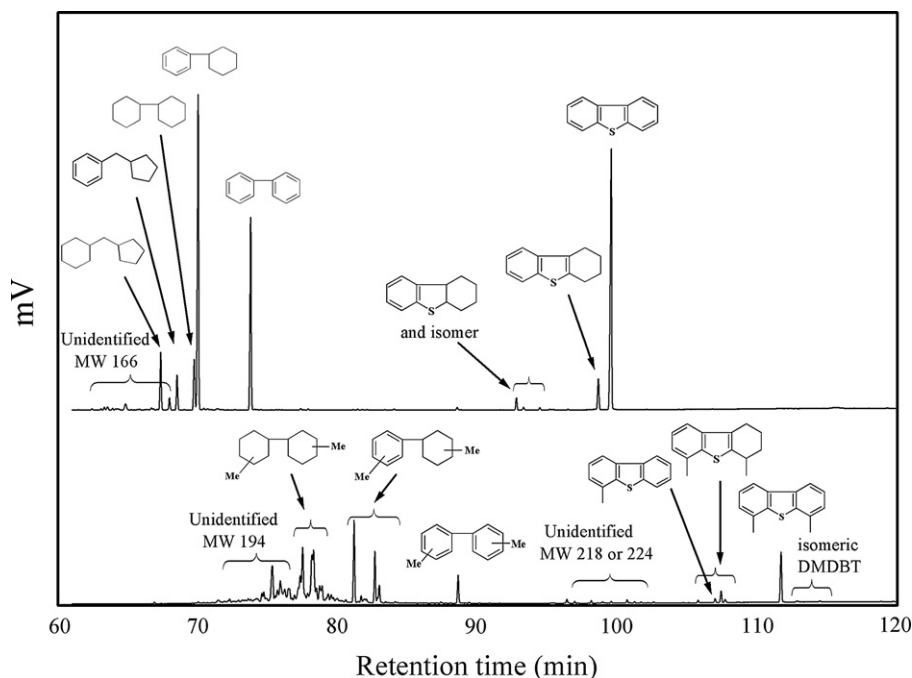 mV
Unidentified
MW 166
S
and isomer
S
S
Me
Me
Me
Me
Me
Me
Unidentified
MW 194
Unidentified
MW 218 or 224
S
S
S
isomeric
DMDBT
60 70 80 90 100 110 120
Retention time (min)